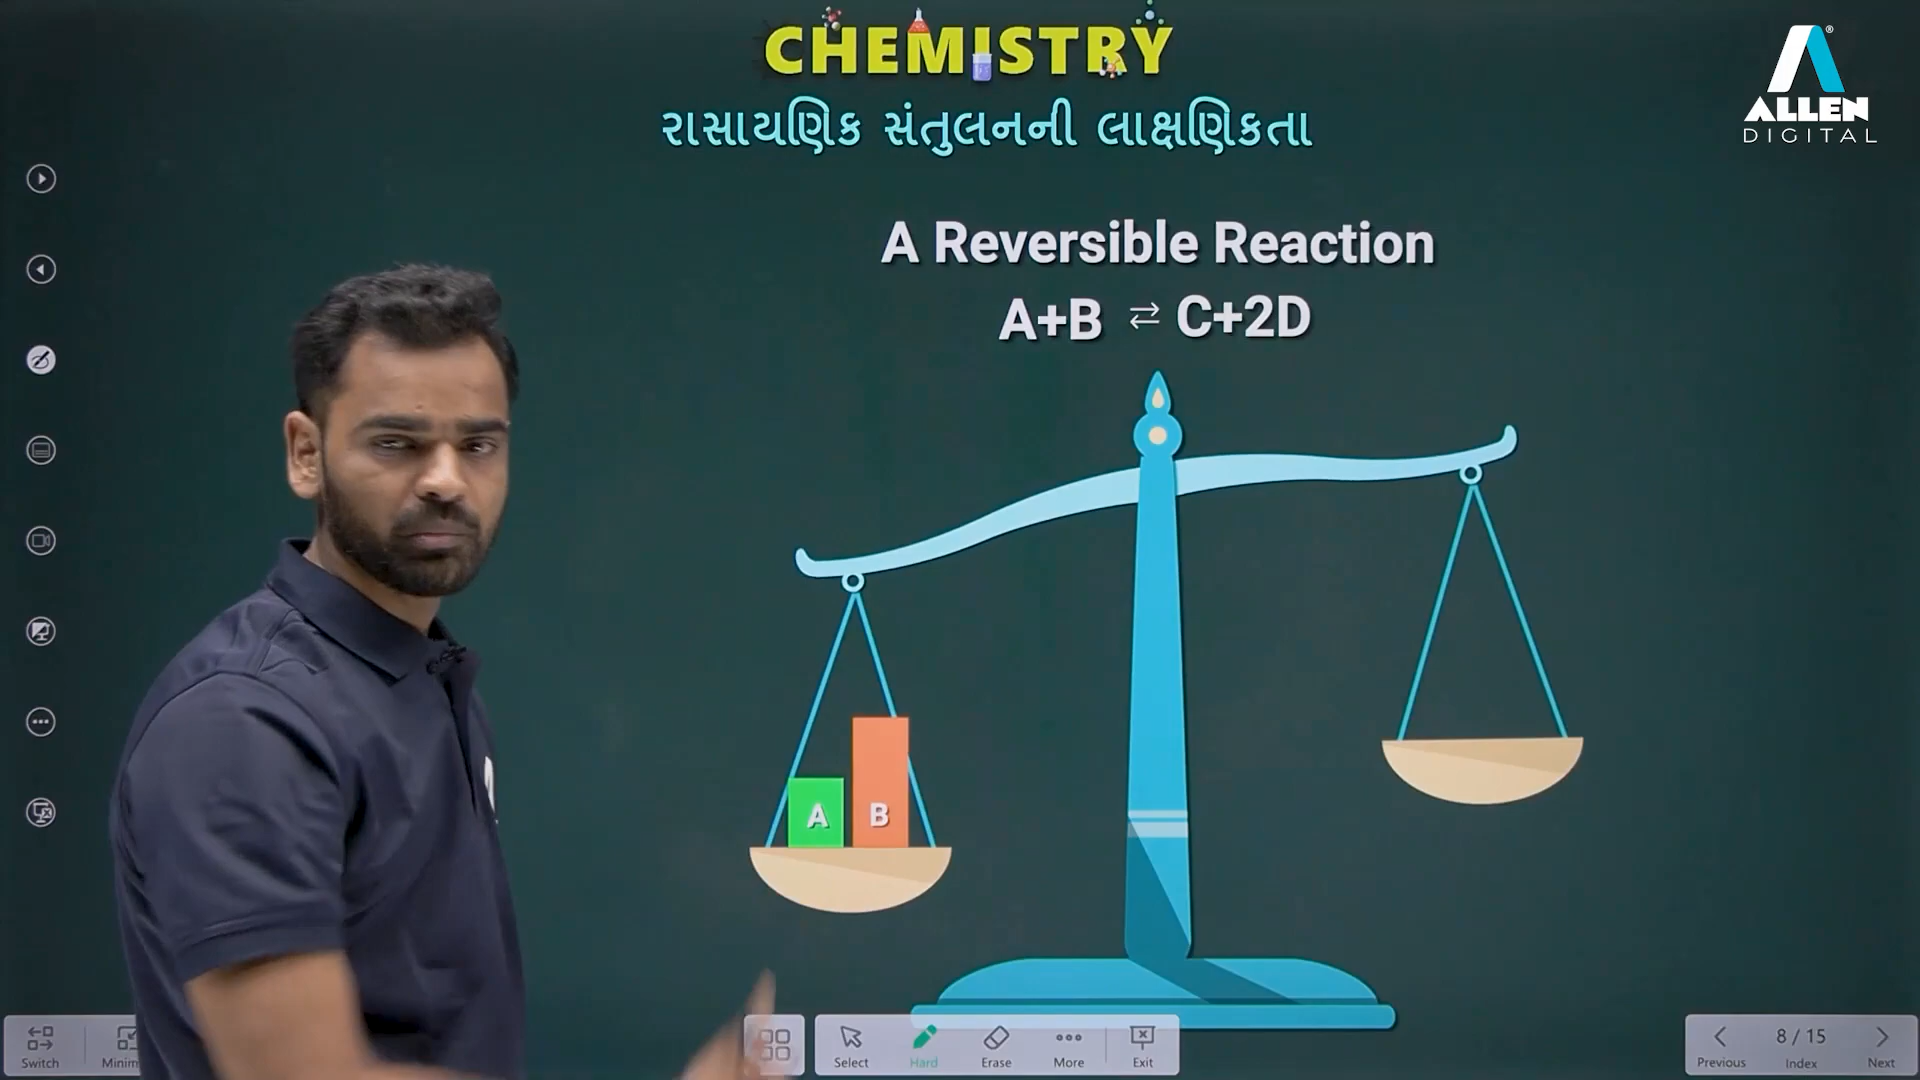 CHEMISTRY
ALLEN
DIGITAL
રાસાયણિક સંતુલનની લાક્ષણિકતા
A Reversible Reaction
A+B ⇄ C+2D
A B
Switch
Select Hard Erase More Exit
Previous 8 / 15 Index Next